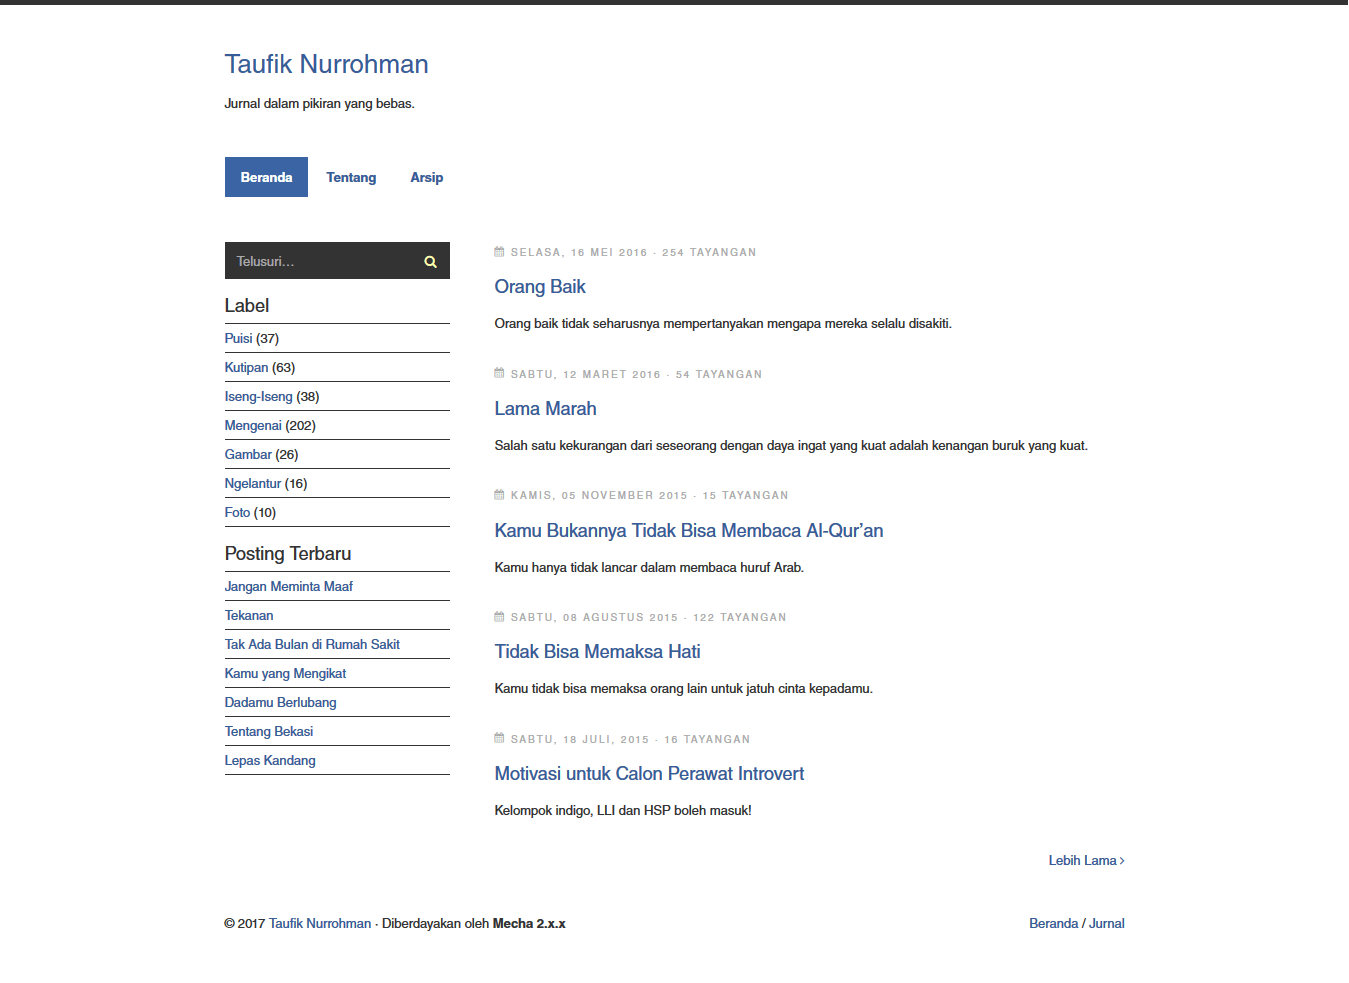 Taufik Nurrohman
Jurnal dalam pikiran yang bebas.
Beranda Tentang Arsip
Telusuri...
Label
Puisi (37)
Kutipan (63)
Iseng-Iseng (38)
Mengenai (202)
Gambar (26)
Ngelantur (16)
Foto (10)
Posting Terbaru
Jangan Meminta Maaf
Tekanan
Tak Ada Bulan di Rumah Sakit
Kamu yang Mengikat
Dadamu Berlubang
Tentang Bekasi
Lepas Kandang
SELASA, 16 MEI 2016 · 254 TAYANGAN
Orang Baik
Orang baik tidak seharusnya mempertanyakan mengapa mereka selalu disakiti.
SABTU, 12 MARET 2016 · 54 TAYANGAN
Lama Marah
Salah satu kekurangan dari seseorang dengan daya ingat yang kuat adalah kenangan buruk yang kuat.
KAMIS, 05 NOVEMBER 2015 · 15 TAYANGAN
Kamu Bukannya Tidak Bisa Membaca Al-Qur’an
Kamu hanya tidak lancar dalam membaca huruf Arab.
SABTU, 08 AGUSTUS 2015 · 122 TAYANGAN
Tidak Bisa Memaksa Hati
Kamu tidak bisa memaksa orang lain untuk jatuh cinta kepadamu.
SABTU, 18 JULI, 2015 · 16 TAYANGAN
Motivasi untuk Calon Perawat Introvert
Kelompok indigo, LLI dan HSP boleh masuk!
Lebih Lama ›
© 2017 Taufik Nurrohman · Diberdayakan oleh Mecha 2.x.x
Beranda / Jurnal